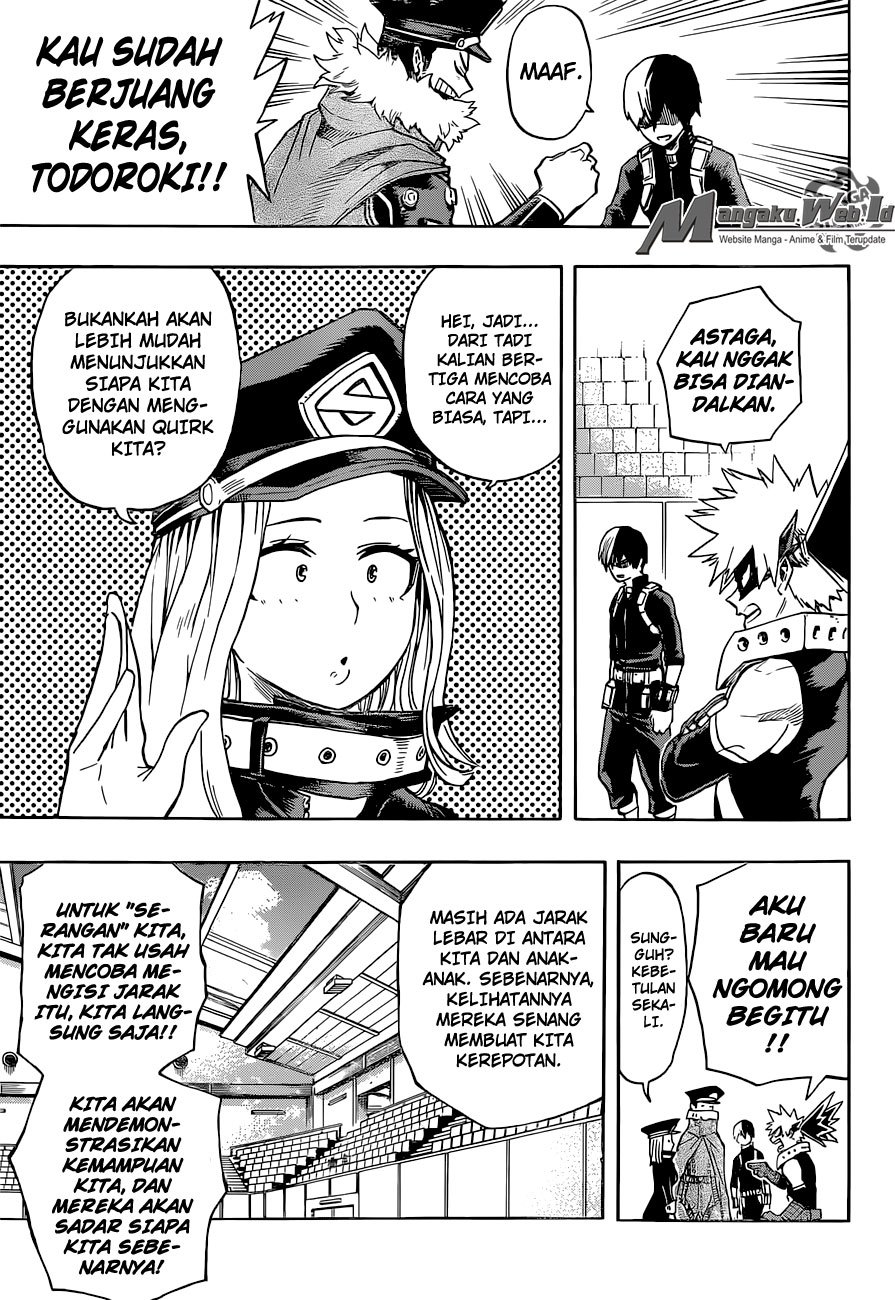 MAAF.
KAU SUDAH
BERJUANG
KERAS,
TODOROKI!!
Mangaku.Web.Id
Website Manga - Anime & Film Terupdate
ASTAGA,
KAU NGGAK
BISA DIAN-
DALKAN.
HEI, JADI...
DARI TADI
KALIAN BER-
TIGA MENCOBA
CARA YANG
BIASA, TAPI...
BUKANKAH AKAN
LEBIH MUDAH
MENUNJUKKAN
SIAPA KITA
DENGAN MENG-
GUNAKAN QUIRK
KITA?
S
AKU
BARU
MAU
NGOMONG
BEGITU
!!
SUNG-
GUH?
KEBE-
TULAN
SEKA-
LI.
MASIH ADA JARAK
LEBAR DI ANTARA
KITA DAN ANAK-
ANAK. SEBENARNYA,
KELIHATANNYA
MEREKA SENANG
MEMBUAT KITA
KEREPOTAN.
UNTUK "SE-
RANGAN" KITA,
KITA TAK USAH
MENCOBA ME-
NGISI JARAK
ITU, KITA LANG-
SUNG SAJA!!
KITA AKAN
MENDEMON-
STRASIKAN
KEMAMPUAN
KITA, DAN
MEREKA AKAN
SADAR SIAPA
KITA SEBE-
NARNYA!